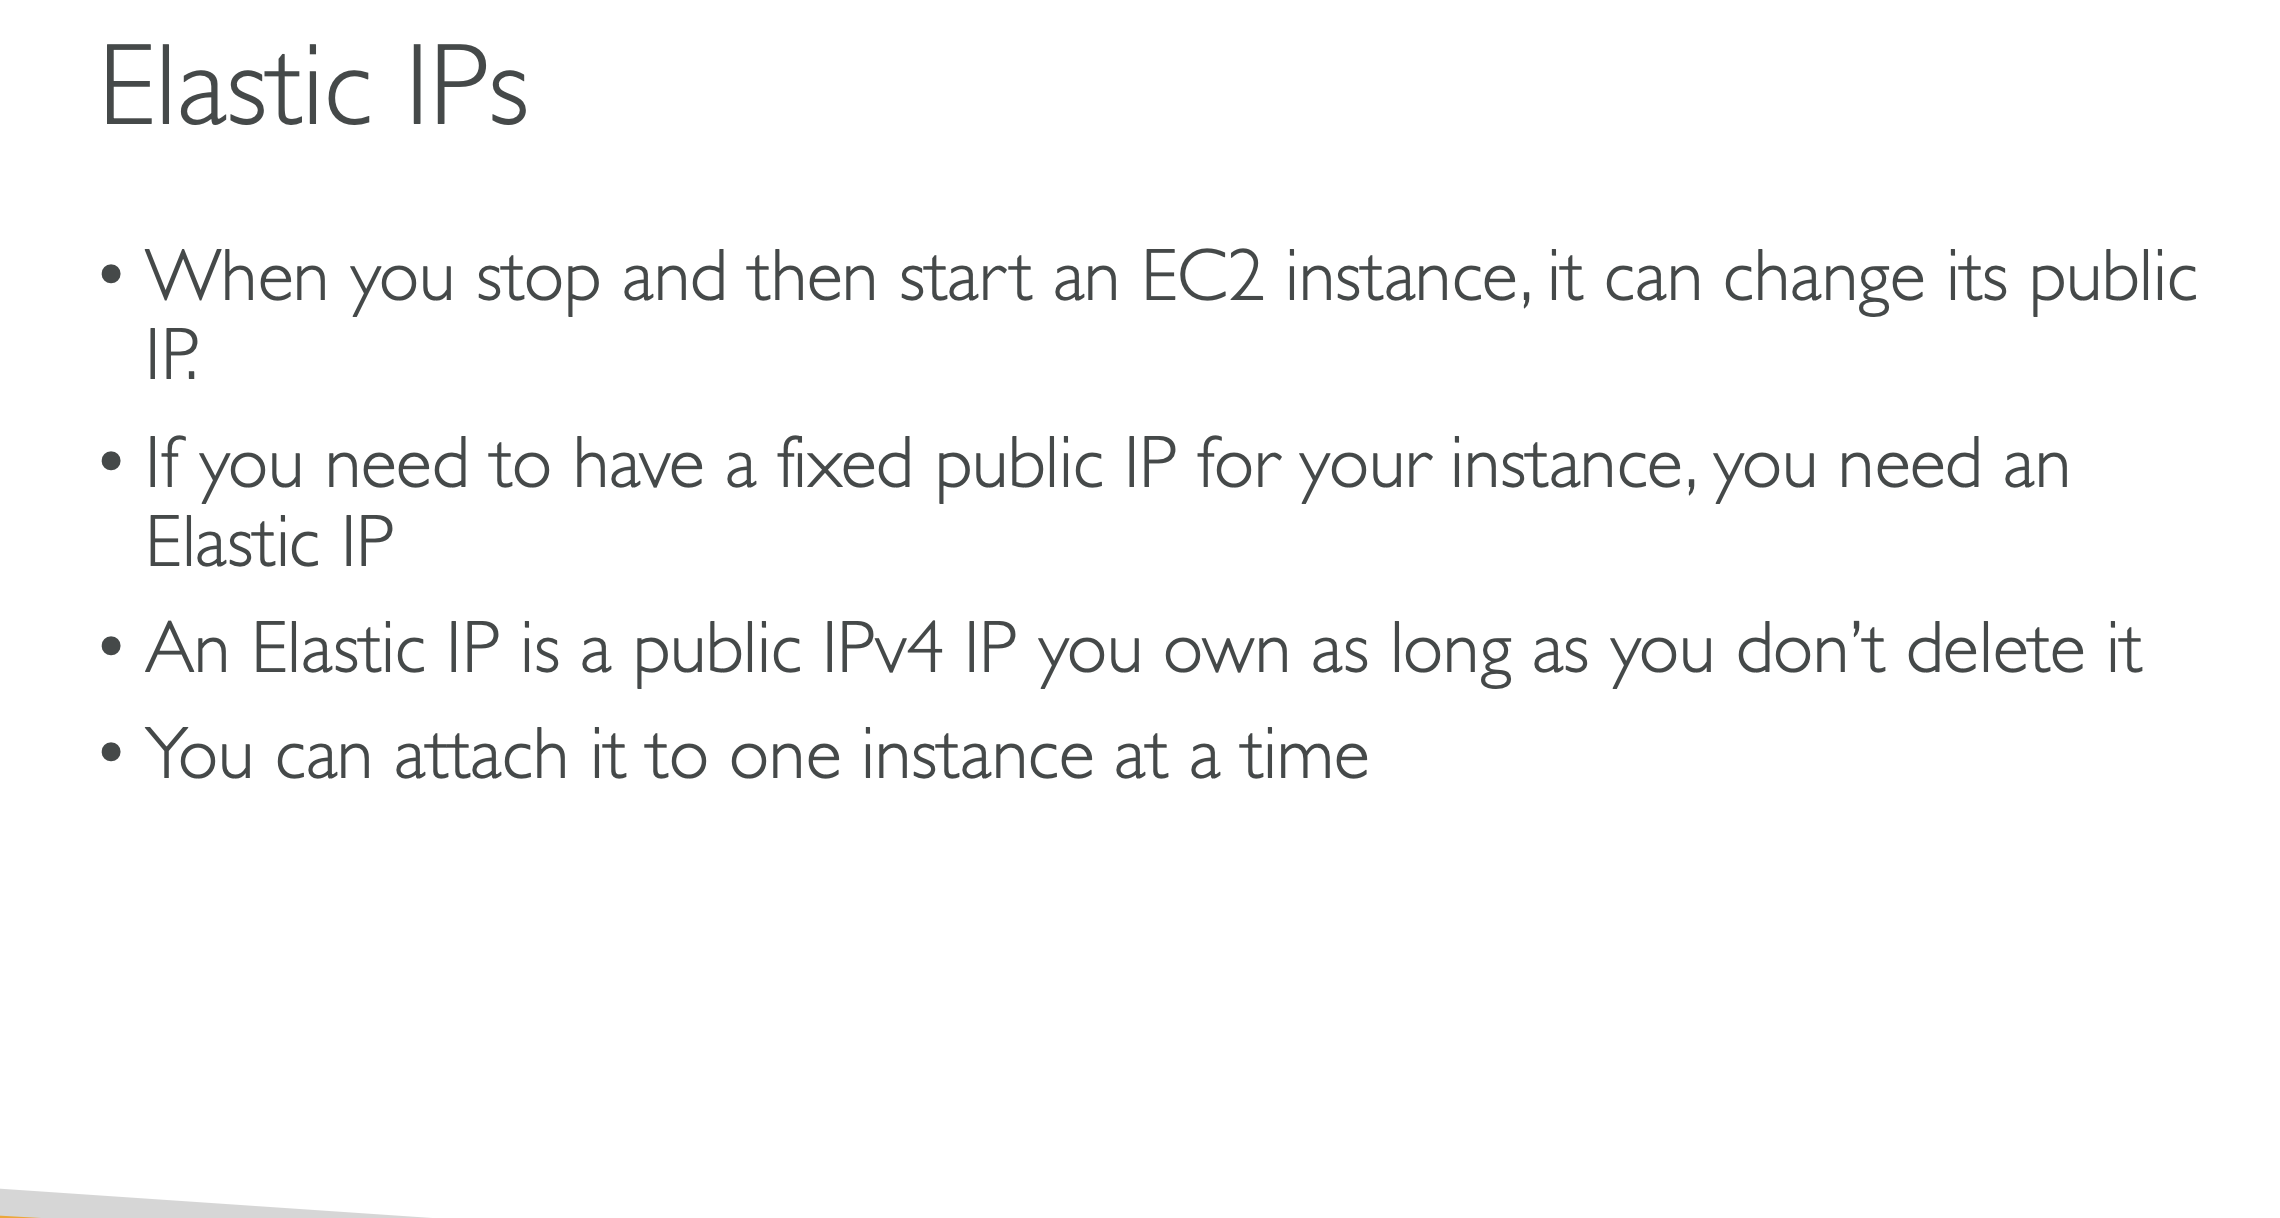 Elastic IPs
• When you stop and then start an EC2 instance, it can change its public
IP.
• If you need to have a fixed public IP for your instance, you need an
Elastic IP
• An Elastic IP is a public IPv4 IP you own as long as you don’t delete it
• You can attach it to one instance at a time